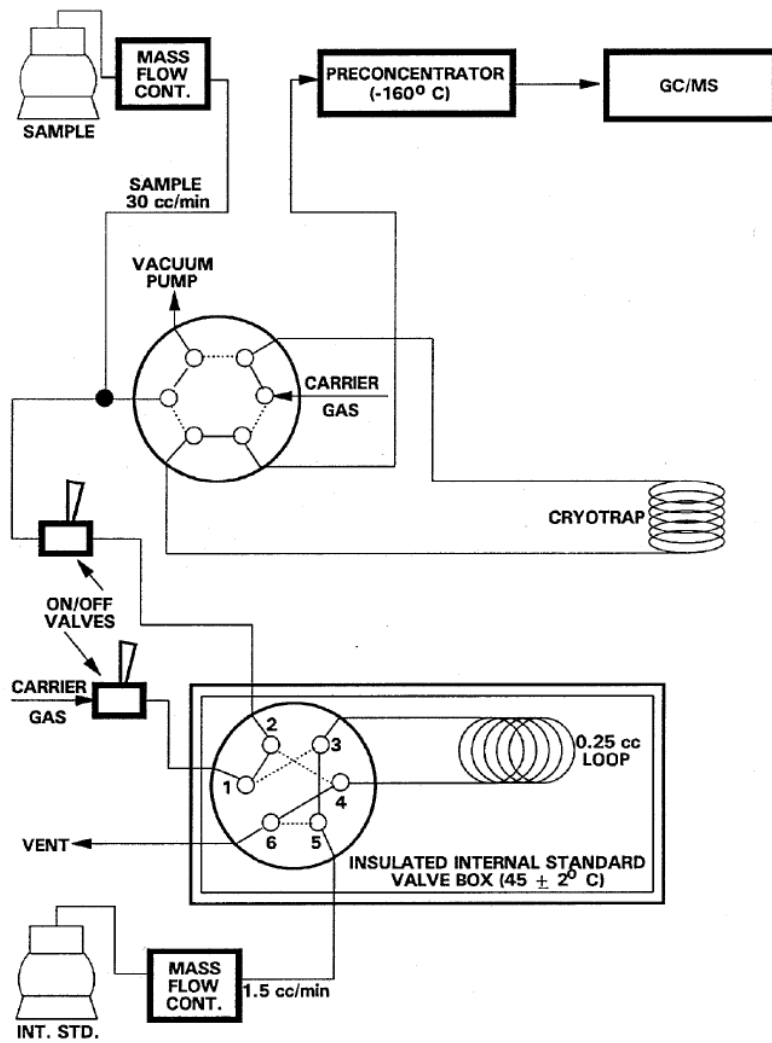 MASS
FLOW
CONT.
SAMPLE
PRECONCENTRATOR
(-160⁰ C)
GC/MS
SAMPLE
30 cc/min
VACUUM
PUMP
CARRIER
GAS
CRYOTRAP
ON/OFF
VALVES
CARRIER
GAS
2
3
1
4
6
5
0.25 cc
LOOP
VENT
INSULATED INTERNAL STANDARD
VALVE BOX (45 ± 2⁰ C)
MASS
FLOW
CONT.
1.5 cc/min
INT. STD.